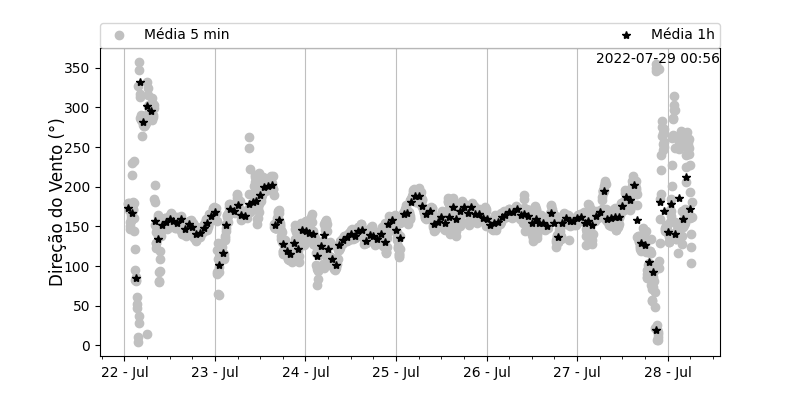 Média 5 min
Média 1h
2022-07-29 00:56
Direção do Vento (°)
350
300
250
200
150
100
50
0
22 - Jul
23 - Jul
24 - Jul
25 - Jul
26 - Jul
27 - Jul
28 - Jul